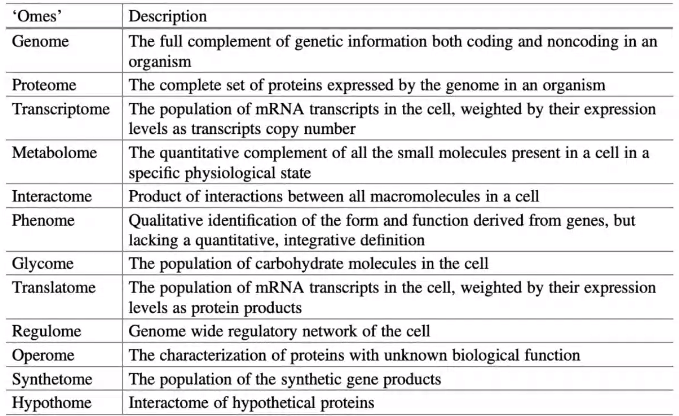 ‘Omes’ Description
Genome The full complement of genetic information both coding and noncoding in an
organism
Proteome The complete set of proteins expressed by the genome in an organism
Transcriptome The population of mRNA transcripts in the cell, weighted by their expression
levels as transcripts copy number
Metabolome The quantitative complement of all the small molecules present in a cell in a
specific physiological state
Interactome Product of interactions between all macromolecules in a cell
Phenome Qualitative identification of the form and function derived from genes, but
lacking a quantitative, integrative definition
Glycome The population of carbohydrate molecules in the cell
Translatome The population of mRNA transcripts in the cell, weighted by their expression
levels as protein products
Regulome Genome wide regulatory network of the cell
Operome The characterization of proteins with unknown biological function
Synthetome The population of the synthetic gene products
Hypothome Interactome of hypothetical proteins